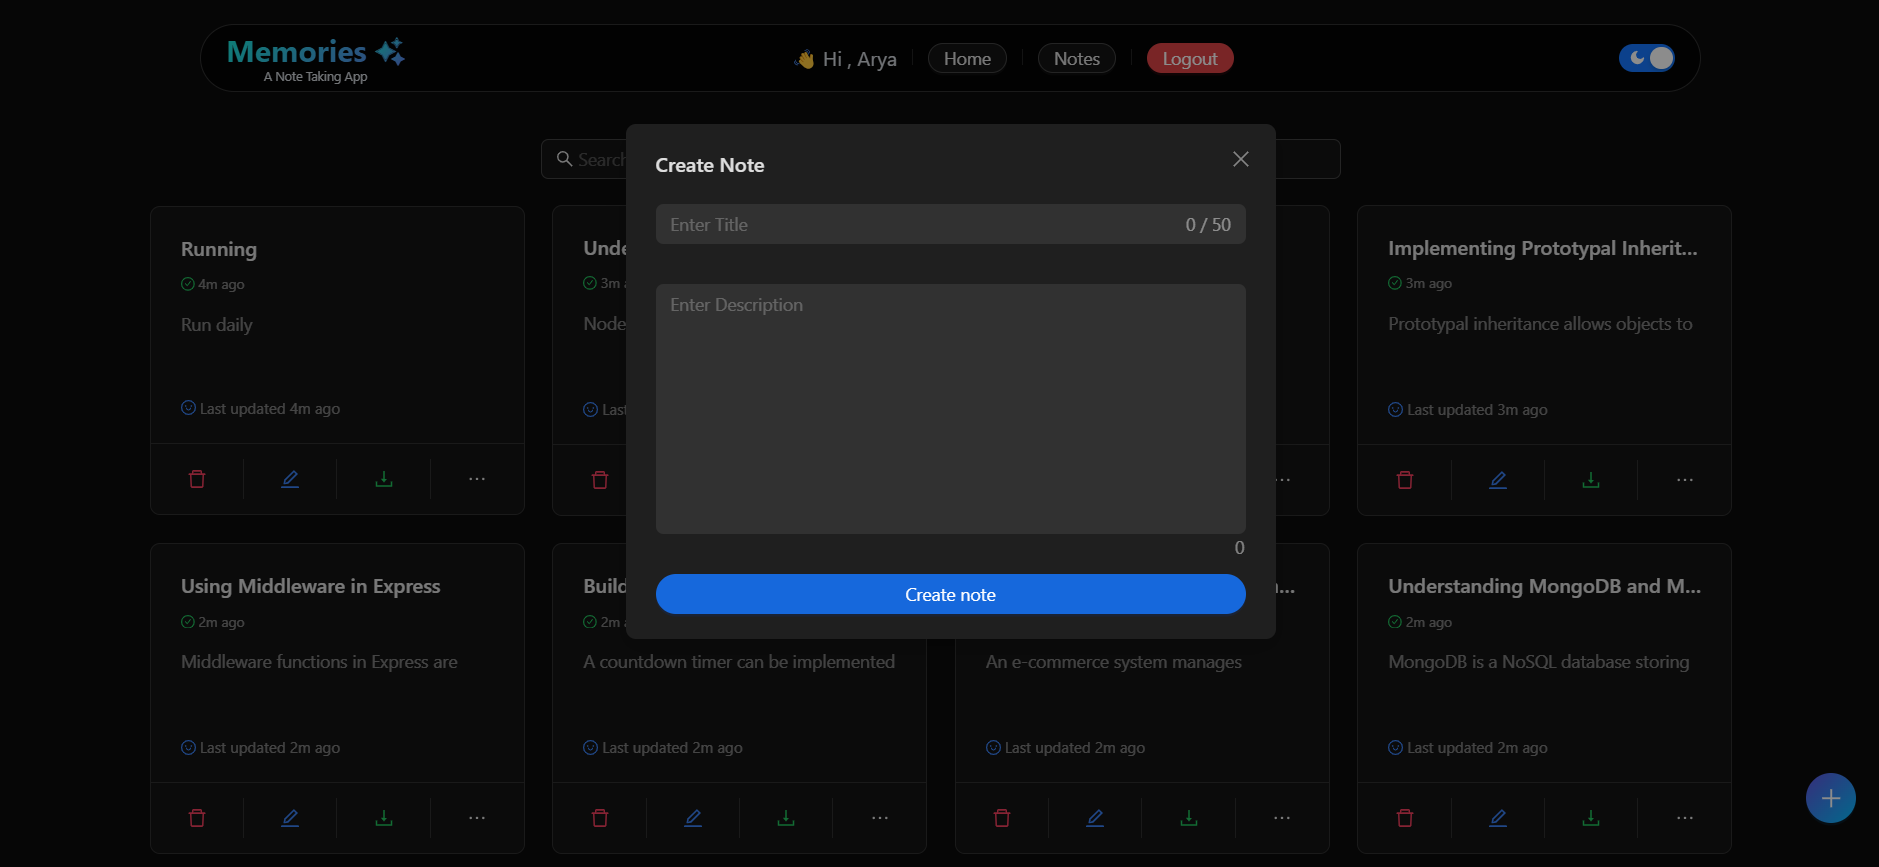 Memories
A Note Taking App
Hi , Arya
Home
Notes
Logout
Search
Create Note
Enter Title
0 / 50
Enter Description
0
Create note
Running
4m ago
Run daily
Last updated 4m ago
Unde
3m a
Node
Last
...
Implementing Prototypal Inherit...
3m ago
Prototypal inheritance allows objects to
Last updated 3m ago
Using Middleware in Express
2m ago
Middleware functions in Express are
Last updated 2m ago
Build
2m a
A countdown timer can be implemented
Last updated 2m ago
...
An e-commerce system manages
Last updated 2m ago
Understanding MongoDB and M...
2m ago
MongoDB is a NoSQL database storing
Last updated 2m ago